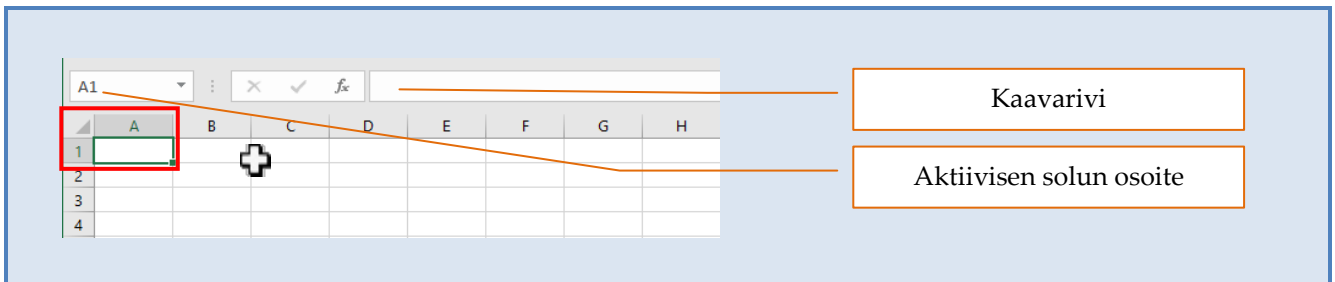 A1 fx
Kaavarivi
A B C D E F G H
1
Aktiivisen solun osoite
2
3
4